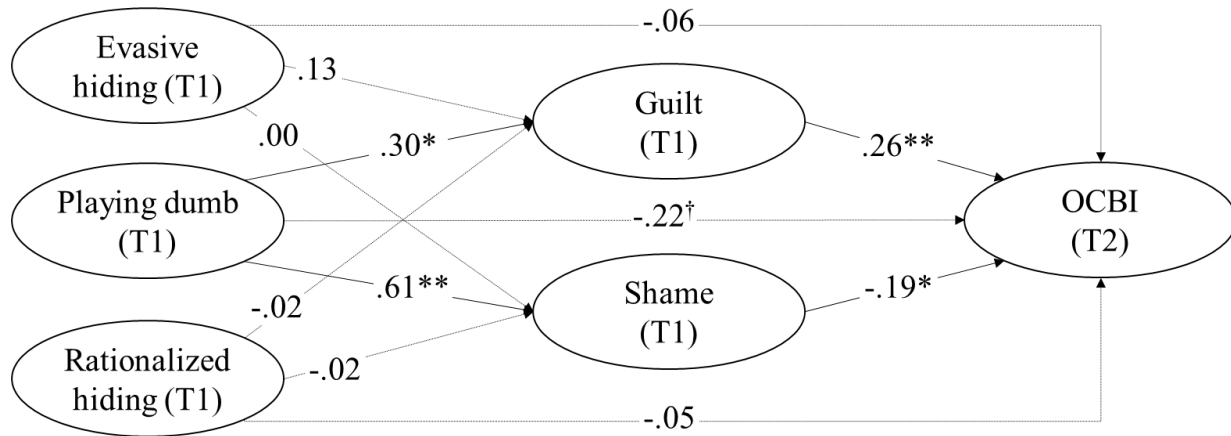 -.06
Evasive
hiding (T1)
.13
Guilt
(T1)
.00
.30*
.26**
Playing dumb
(T1)
-.22†
OCBI
(T2)
.61**
Shame
(T1)
-.19*
-.02
Rationalized
hiding (T1)
-.02
-.05